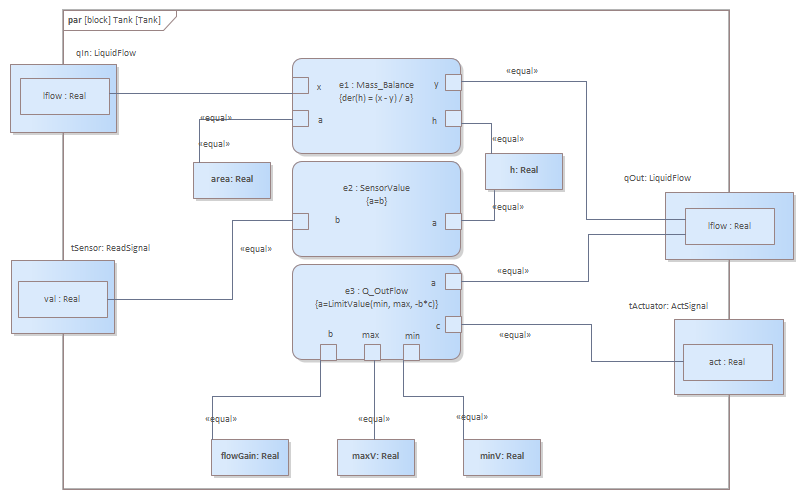 par [block] Tank [Tank]
qIn: LiquidFlow
lflow : Real
e1 : Mass_Balance
{der(h) = (x - y) / a}
x
y
a
h
«equal»
«equal»
«equal»
«equal»
area: Real
h: Real
e2 : SensorValue
{a=b}
b
a
«equal»
qOut: LiquidFlow
lflow : Real
tSensor: ReadSignal
«equal»
val : Real
e3 : Q_OutFlow
{a=LimitValue(min, max, -b*c)}
a
c
b
max
min
«equal»
«equal»
tActuator: ActSignal
act : Real
«equal»
«equal»
«equal»
flowGain: Real
maxV: Real
minV: Real